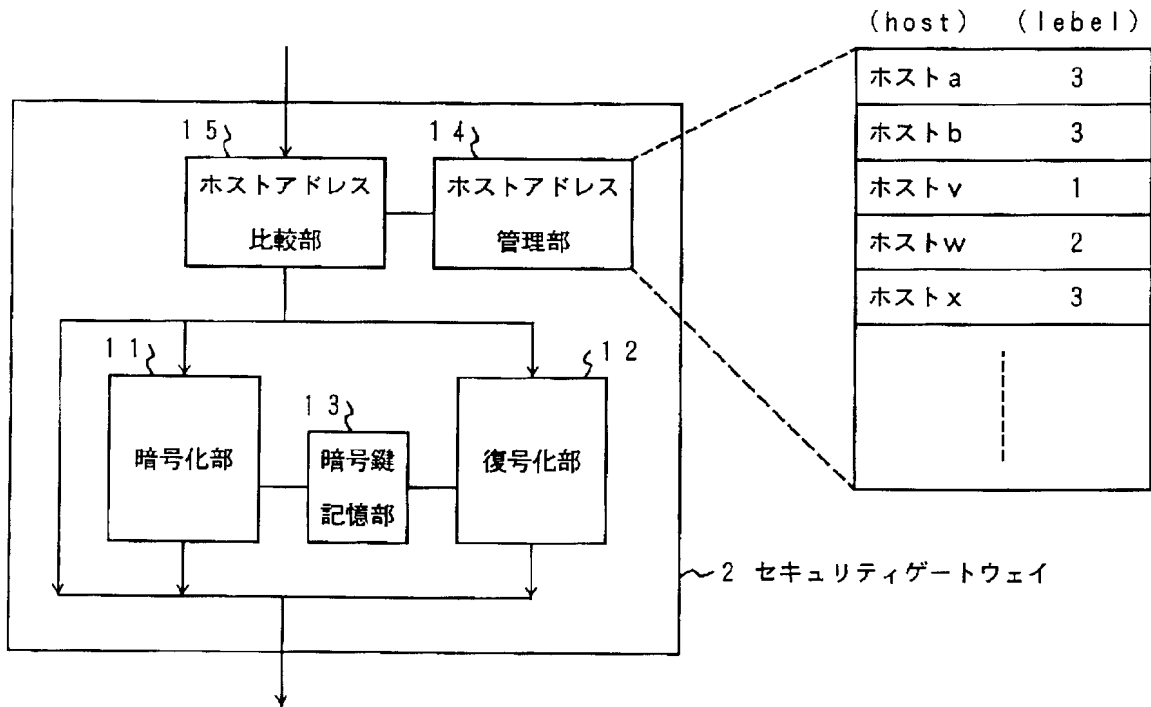 (host) (lebel)
ホストa 3
ホストb 3
ホストv 1
ホストw 2
ホストx 3
15
ホストアドレス
比較部
14
ホストアドレス
管理部
11
暗号化部
13
暗号鍵
記憶部
12
復号化部
2 セキュリティゲートウェイ